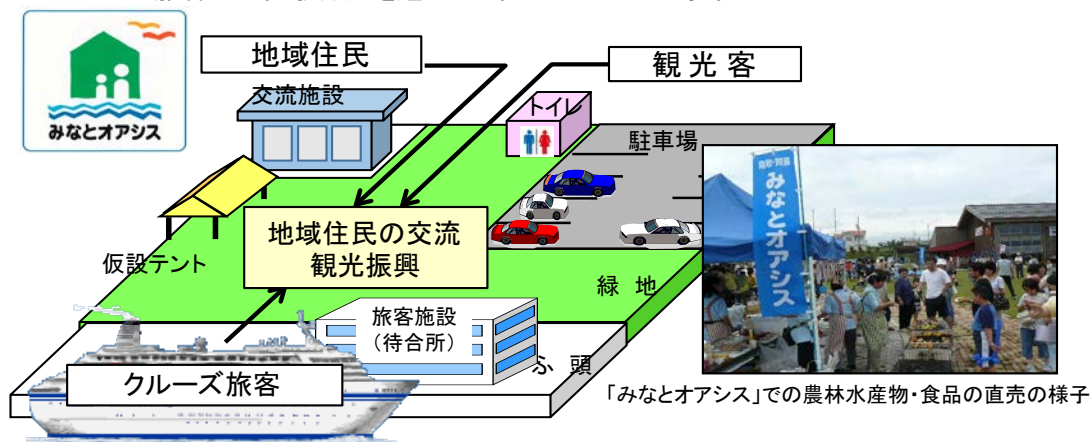 地域住民
観光客
みなとオアシス
交流施設
トイレ
駐車場
みなとオアシス
地域住民の交流
観光振興
仮設テント
緑地
旅客施設
（待合所）
ふ頭
クルーズ旅客
「みなとオアシス」での農林水産物・食品の直売の様子